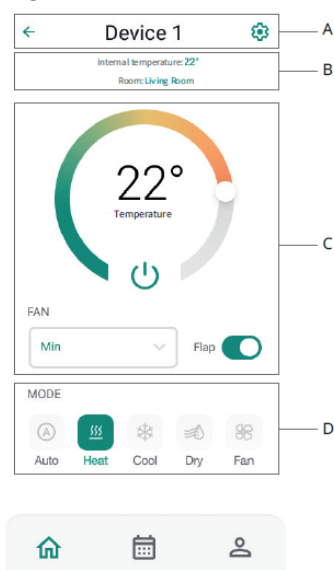 Device 1
A
Internal temperature: 22°
Room: Living Room
B
22°
Temperature
C
FAN
Min
Flap
MODE
A
D
Auto Heat Cool Dry Fan